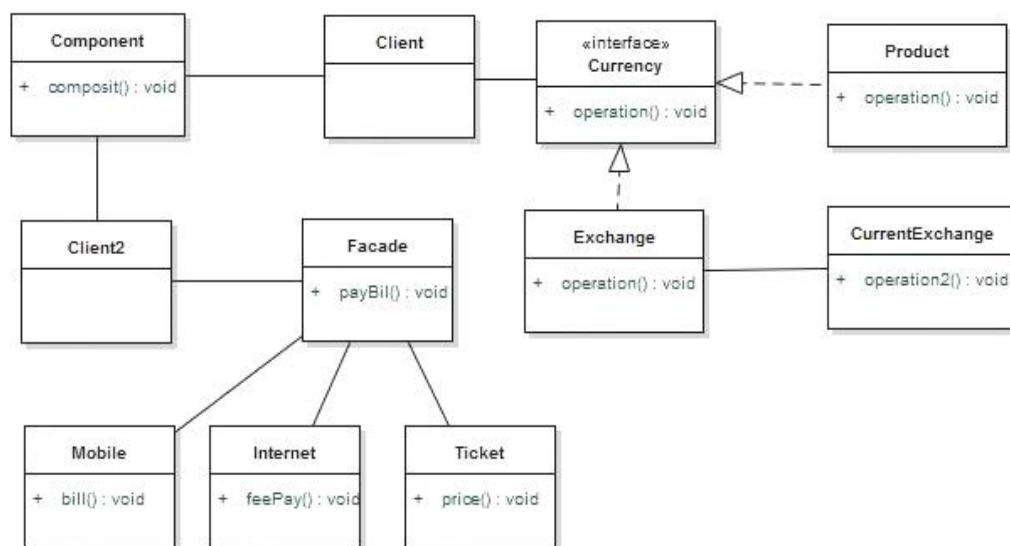 Component
+ composit() : void
Client
«interface»
Currency
+ operation() : void
Product
+ operation() : void
Client2
Facade
+ payBil() : void
Exchange
+ operation() : void
CurrentExchange
+ operation2() : void
Mobile
+ bill() : void
Internet
+ feePay() : void
Ticket
+ price() : void